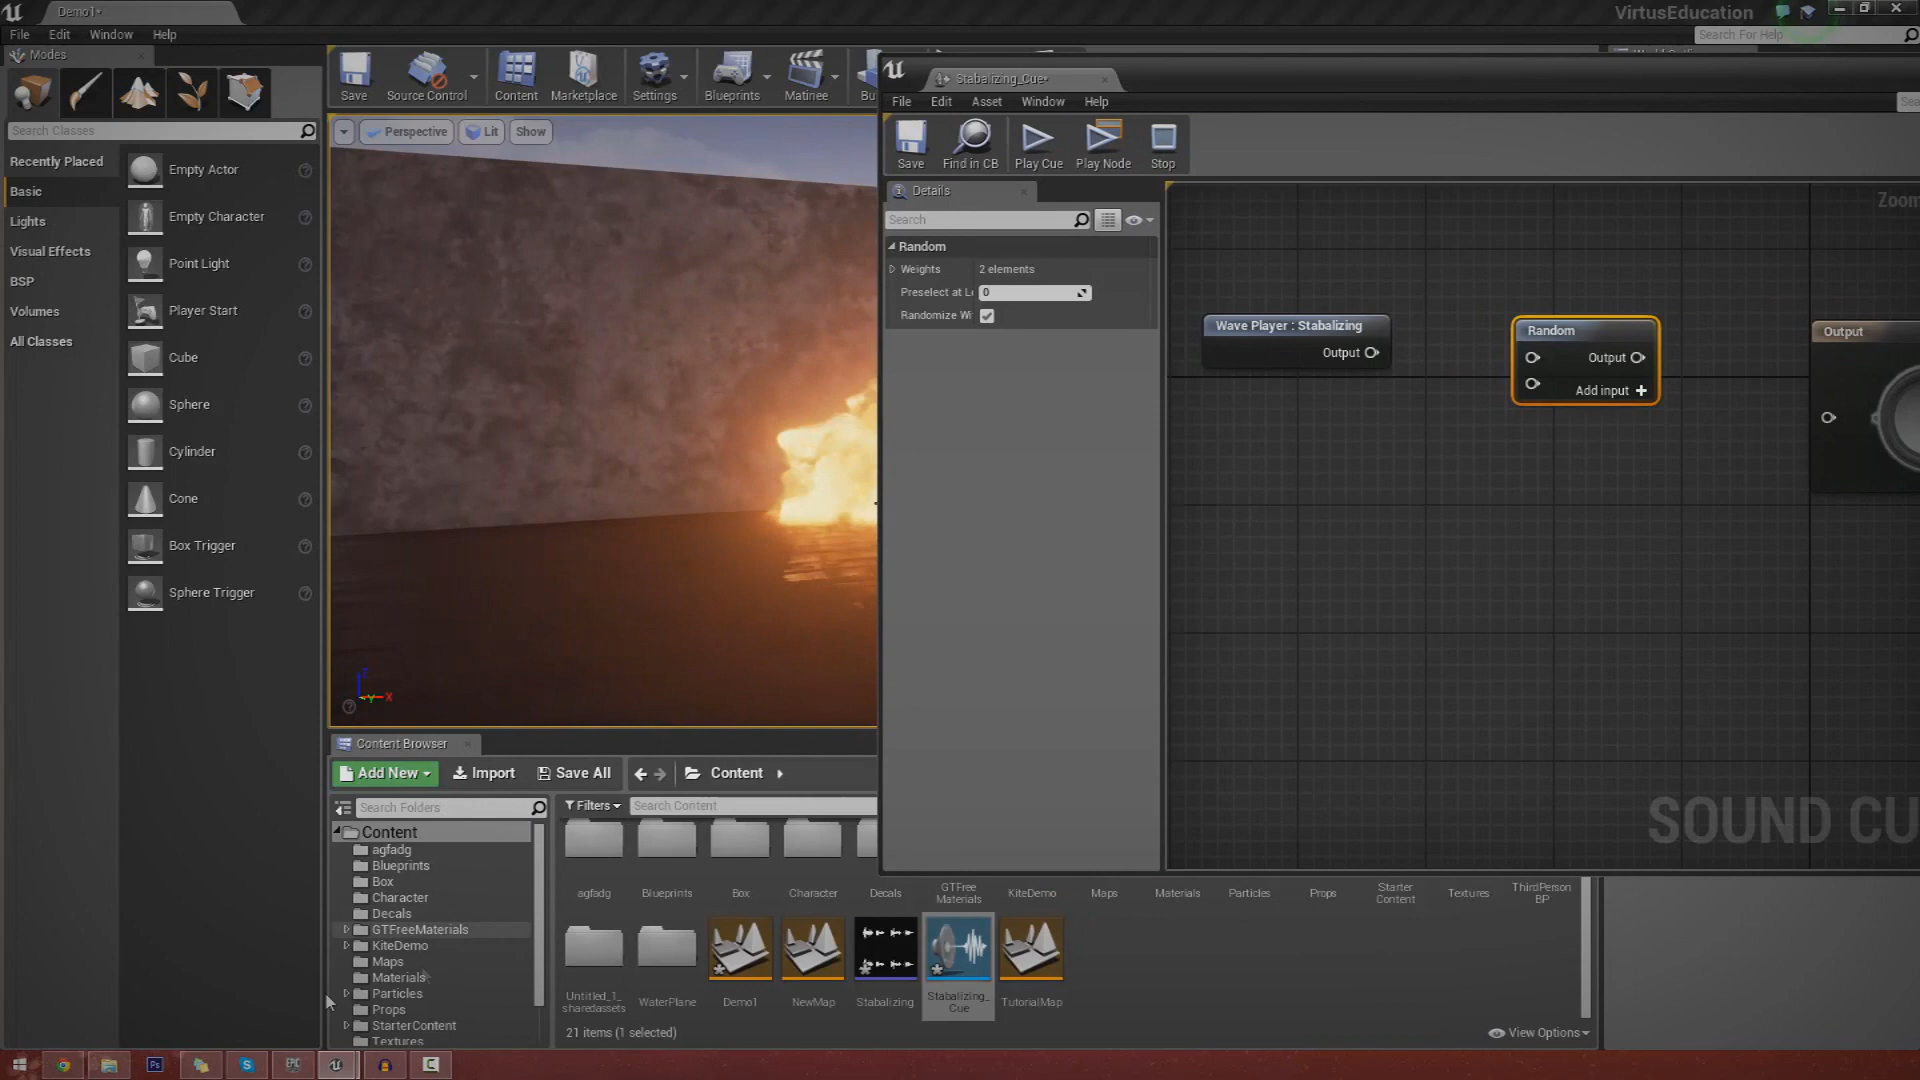 Demo1*
VirtusEducation
File Edit Window Help
Search For Help
Modes
Search Classes
Recently Placed
Basic
Lights
Visual Effects
BSP
Volumes
All Classes
Empty Actor
Empty Character
Point Light
Player Start
Cube
Sphere
Cylinder
Cone
Box Trigger
Sphere Trigger
Save
Source Control
Content
Marketplace
Settings
Blueprints
Matinee
Bu
Perspective
Lit
Show
Z
X
Y
Stabalizing_Cue*
File Edit Asset Window Help
Sea
Save
Find in CB
Play Cue
Play Node
Stop
Details
Search
Random
Weights 2 elements
Preselect at Le 0
Randomize Wi
Zoom
Wave Player : Stabalizing
Output
Random
Output
Add input
Output
SOUND CU
Content Browser
Add New
Import
Save All
Content
Search Folders
Filters
Search Content
Content
agfadg
Blueprints
Box
Character
Decals
GTFreeMaterials
KiteDemo
Maps
Materials
Particles
Props
StarterContent
Textures
agfadg
Blueprints
Box
Character
Decals
GTFree
Materials
KiteDemo
Maps
Materials
Particles
Props
Starter
Content
Textures
ThirdPerson
BP
Untitled_1_
sharedassets
WaterPlane
Demo1
NewMap
Stabalizing
Stabalizing_
Cue
TutorialMap
21 items (1 selected)
View Options
Ps
S
EPIC